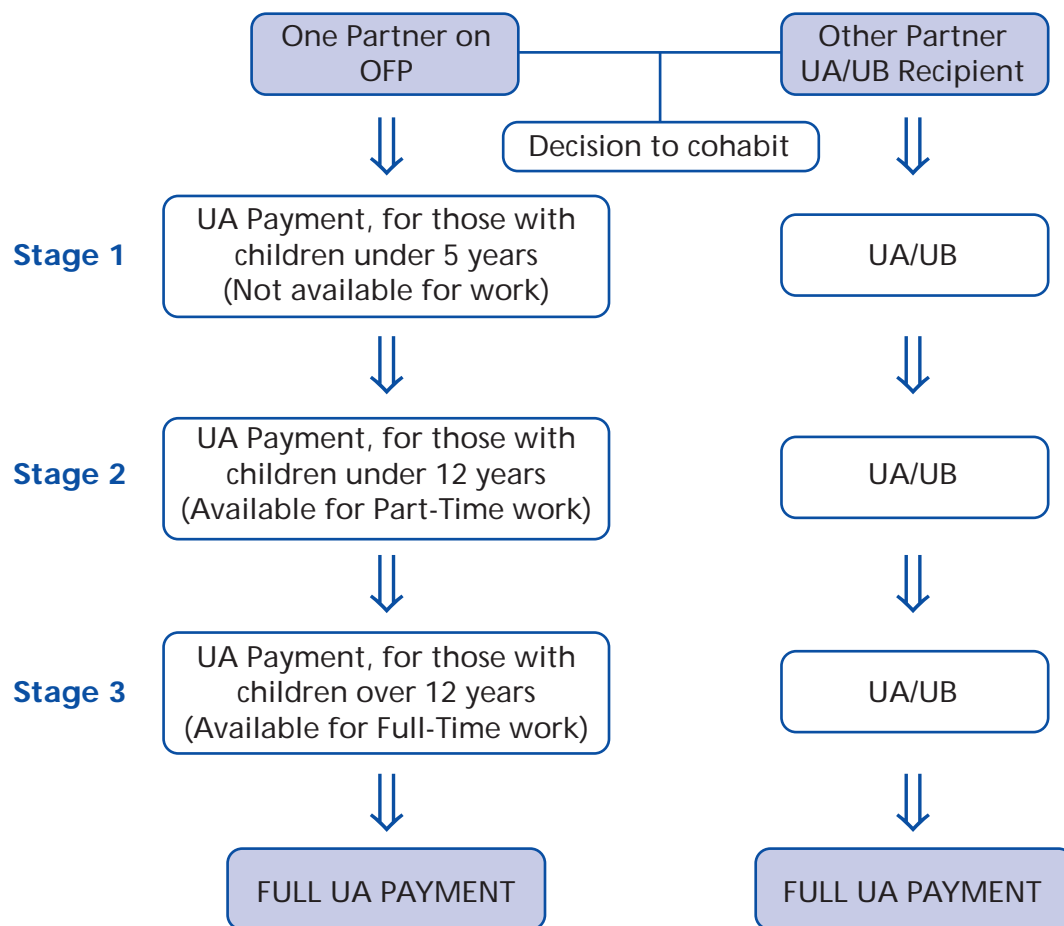 One Partner on
OFP
Other Partner
UA/UB Recipient
Decision to cohabit
Stage 1
UA Payment, for those with
children under 5 years
(Not available for work)
UA/UB
Stage 2
UA Payment, for those with
children under 12 years
(Available for Part-Time work)
UA/UB
Stage 3
UA Payment, for those with
children over 12 years
(Available for Full-Time work)
UA/UB
FULL UA PAYMENT
FULL UA PAYMENT